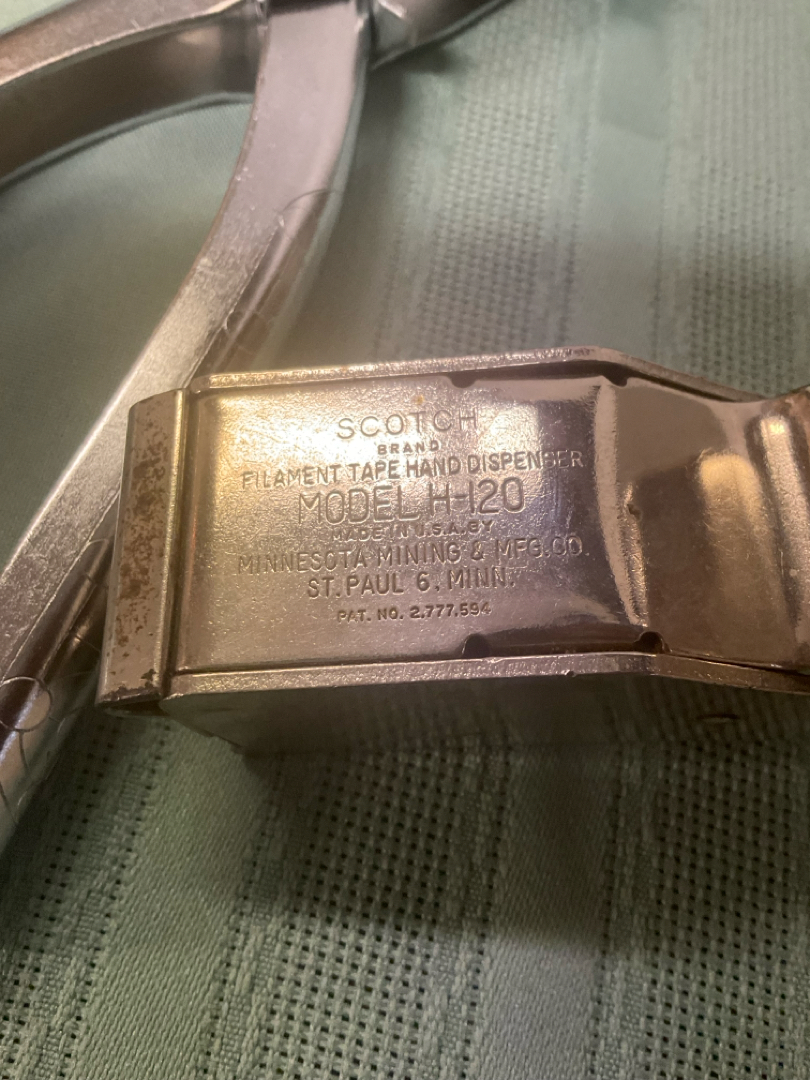 SCOTCH
BRAND
FILAMENT TAPE HAND DISPENSER
MODEL H-120
MADE IN U.S.A. BY
MINNESOTA MINING & MFG. CO.
ST. PAUL 6, MINN.
PAT. NO. 2,777,594